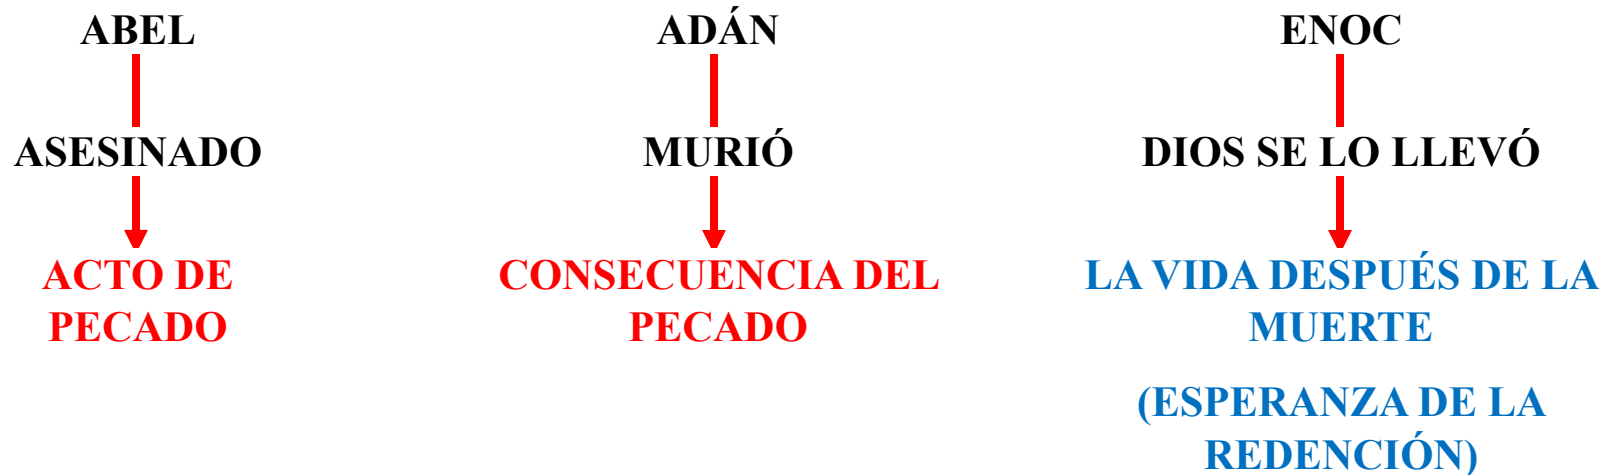 ABEL
ASESINADO
ACTO DE
PECADO
ADÁN
MURIÓ
CONSECUENCIA DEL
PECADO
ENOC
DIOS SE LO LLEVÓ
LA VIDA DESPUÉS DE LA
MUERTE
(ESPERANZA DE LA
REDENCIÓN)